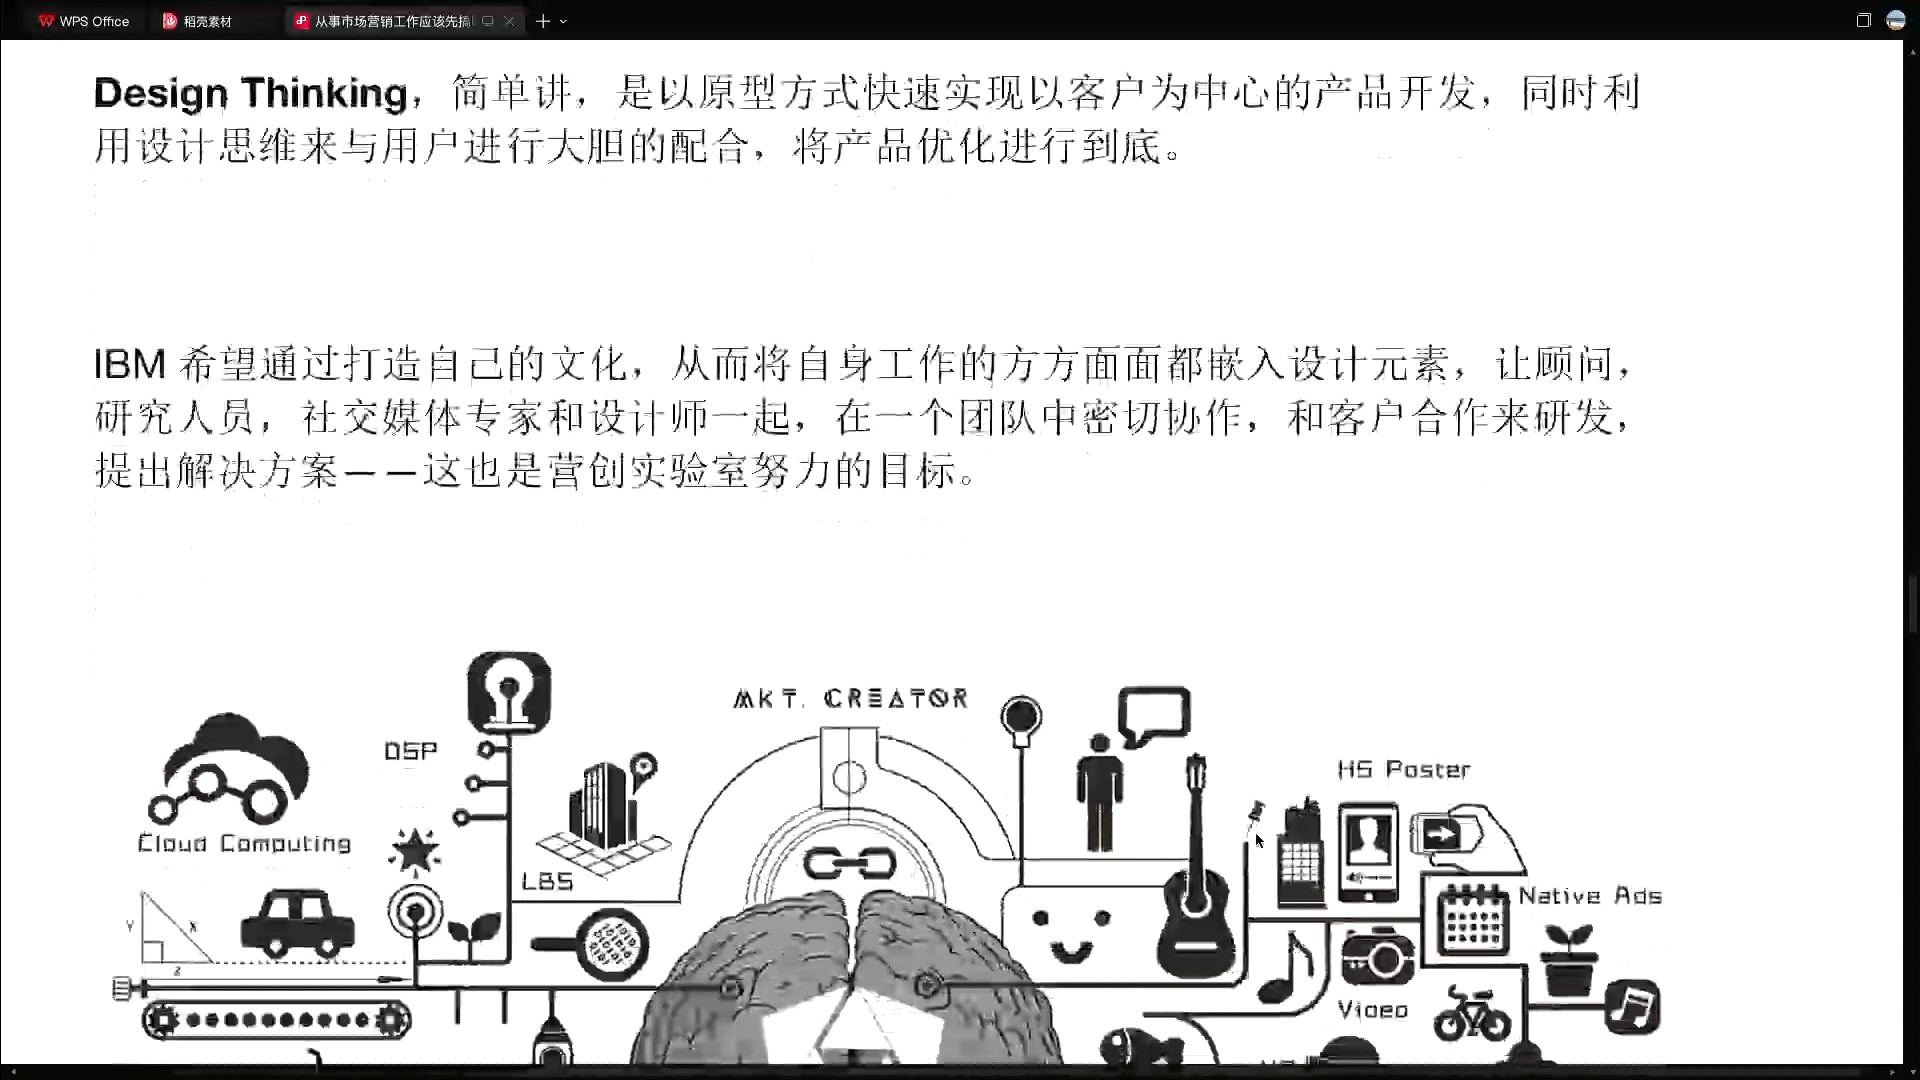 WPS Office
稻壳素材
从事市场营销工作应该先搞
Design Thinking，简单讲，是以原型方式快速实现以客户为中心的产品开发，同时利
用设计思维来与用户进行大胆的配合，将产品优化进行到底。
IBM 希望通过打造自己的文化，从而将自身工作的方方面面都嵌入设计元素，让顾问，
研究人员，社交媒体专家和设计师一起，在一个团队中密切协作，和客户合作来研发，
提出解决方案——这也是营创实验室努力的目标。
MKT. CREATOR
DSP
H5 Poster
Cloud Computing
LBS
Native Ads
Y
X
Z
Video